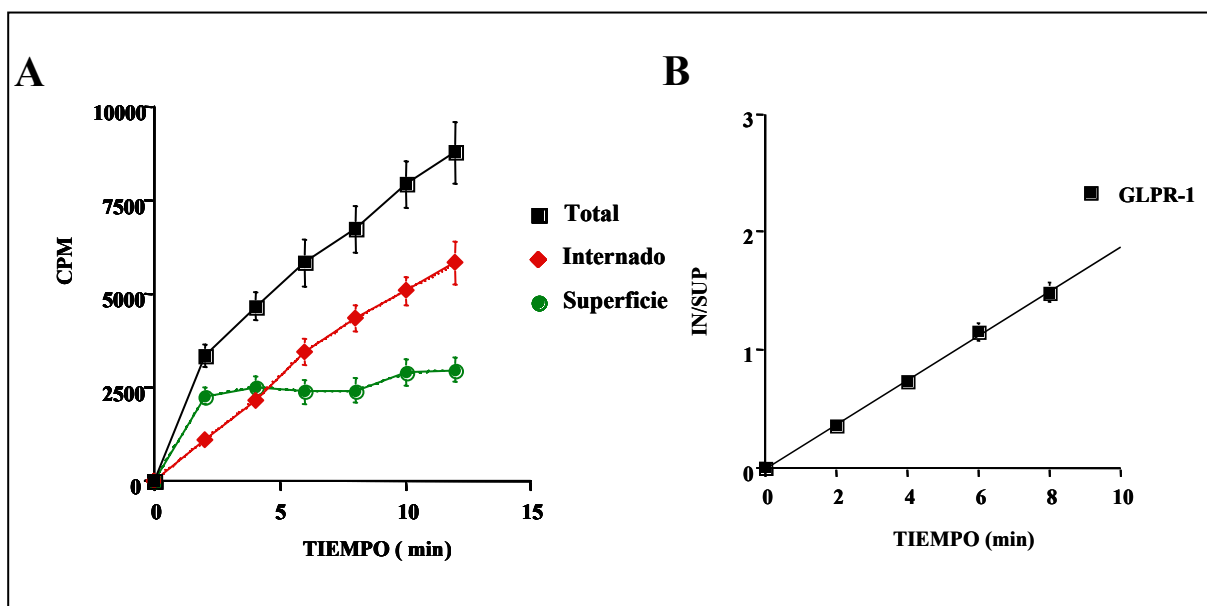 A
10000
7500
5000
2500
0
CPM
0
5
10
15
TIEMPO ( min)
Total
Internado
Superficie
B
3
2
1
0
IN/SUP
0
2
4
6
8
10
TIEMPO (min)
GLPR-1